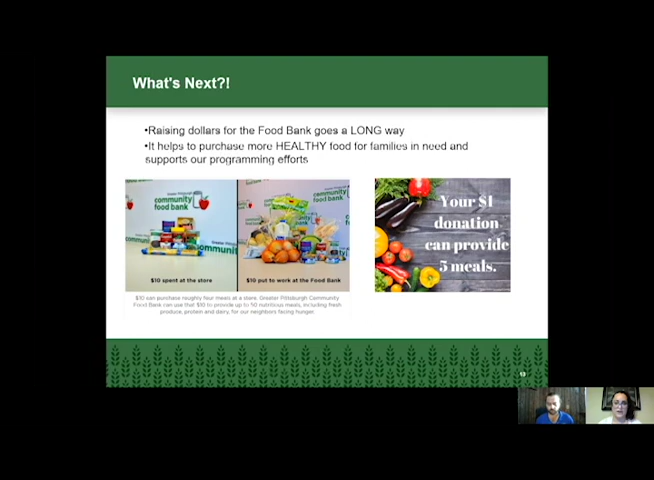 What's Next?!
•Raising dollars for the Food Bank goes a LONG way
•It helps to purchase more HEALTHY food for families in need and
supports our programming efforts
Greater Pittsburgh
community
food bank
communit
community
food bank
$10 spent at the store
$10 put to work at the Food Bank
Your $1
donation
can provide
5 meals.
$10 can purchase roughly four meals at a store. Greater Pittsburgh Community
Food Bank can use that $10 to provide up to 50 nutritious meals, including fresh
produce, protein and dairy, for our neighbors facing hunger.